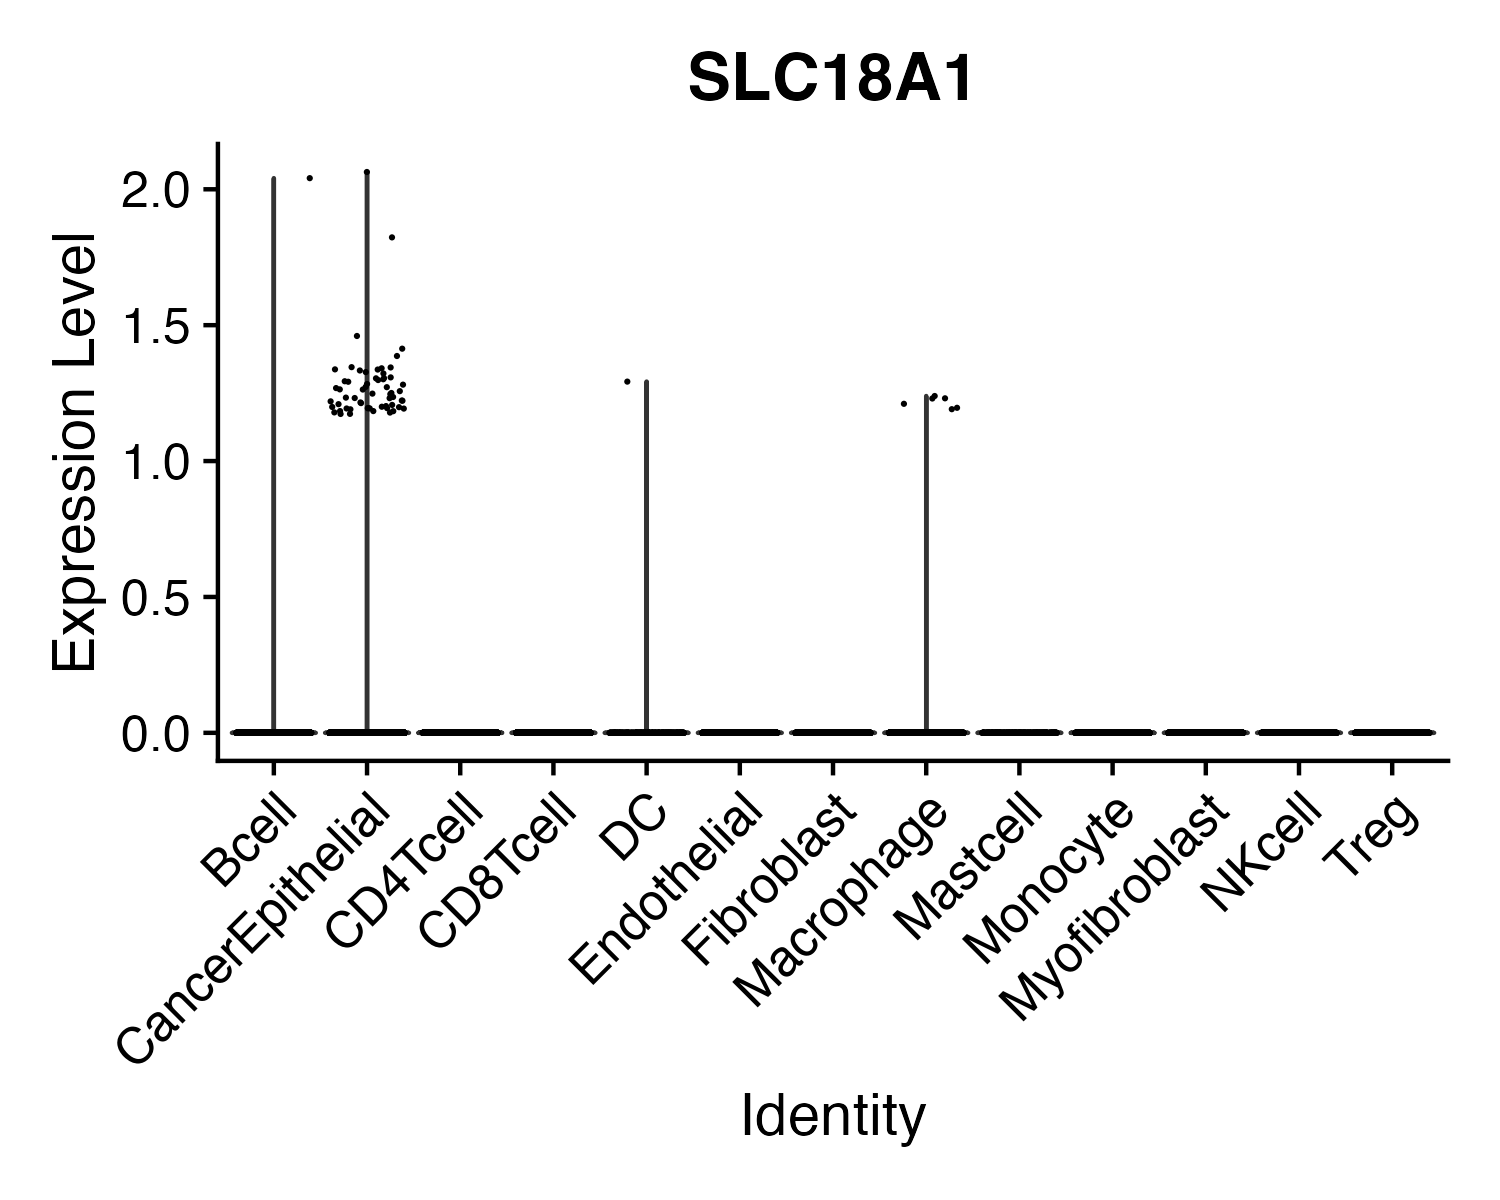 SLC18A1
Expression Level
2.0
1.5
1.0
0.5
0.0
Bcell
CancerEpithelial
CD4Tcell
CD8Tcell
DC
Endothelial
Fibroblast
Macrophage
Mastcell
Monocyte
Myofibroblast
NKcell
Treg
Identity